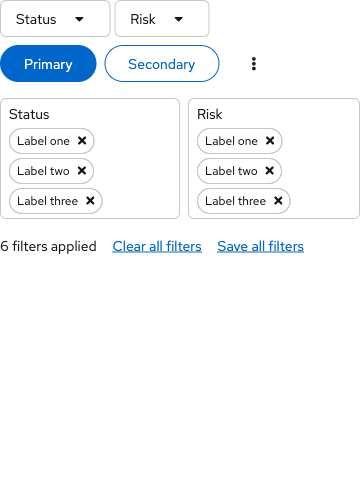 Status Risk
Primary Secondary
Status Risk
Label one Label one
Label two Label two
Label three Label three
6 filters applied Clear all filters Save all filters